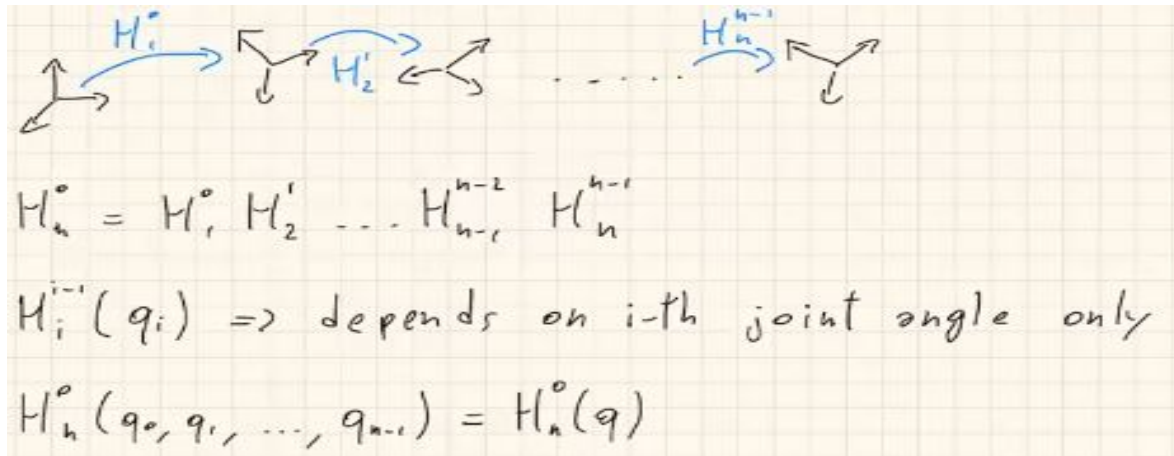 H₁⁰ H₂¹ Hₙⁿ⁻¹
Hₙ⁰ = H₁⁰ H₂¹ .... Hₙ₋₁ⁿ⁻² Hₙⁿ⁻¹
Hᵢⁱ⁻¹(qᵢ) => depends on i-th joint angle only
Hₙ⁰(q₀, q₁, ..., qₙ₋₁) = Hₙ⁰(q)